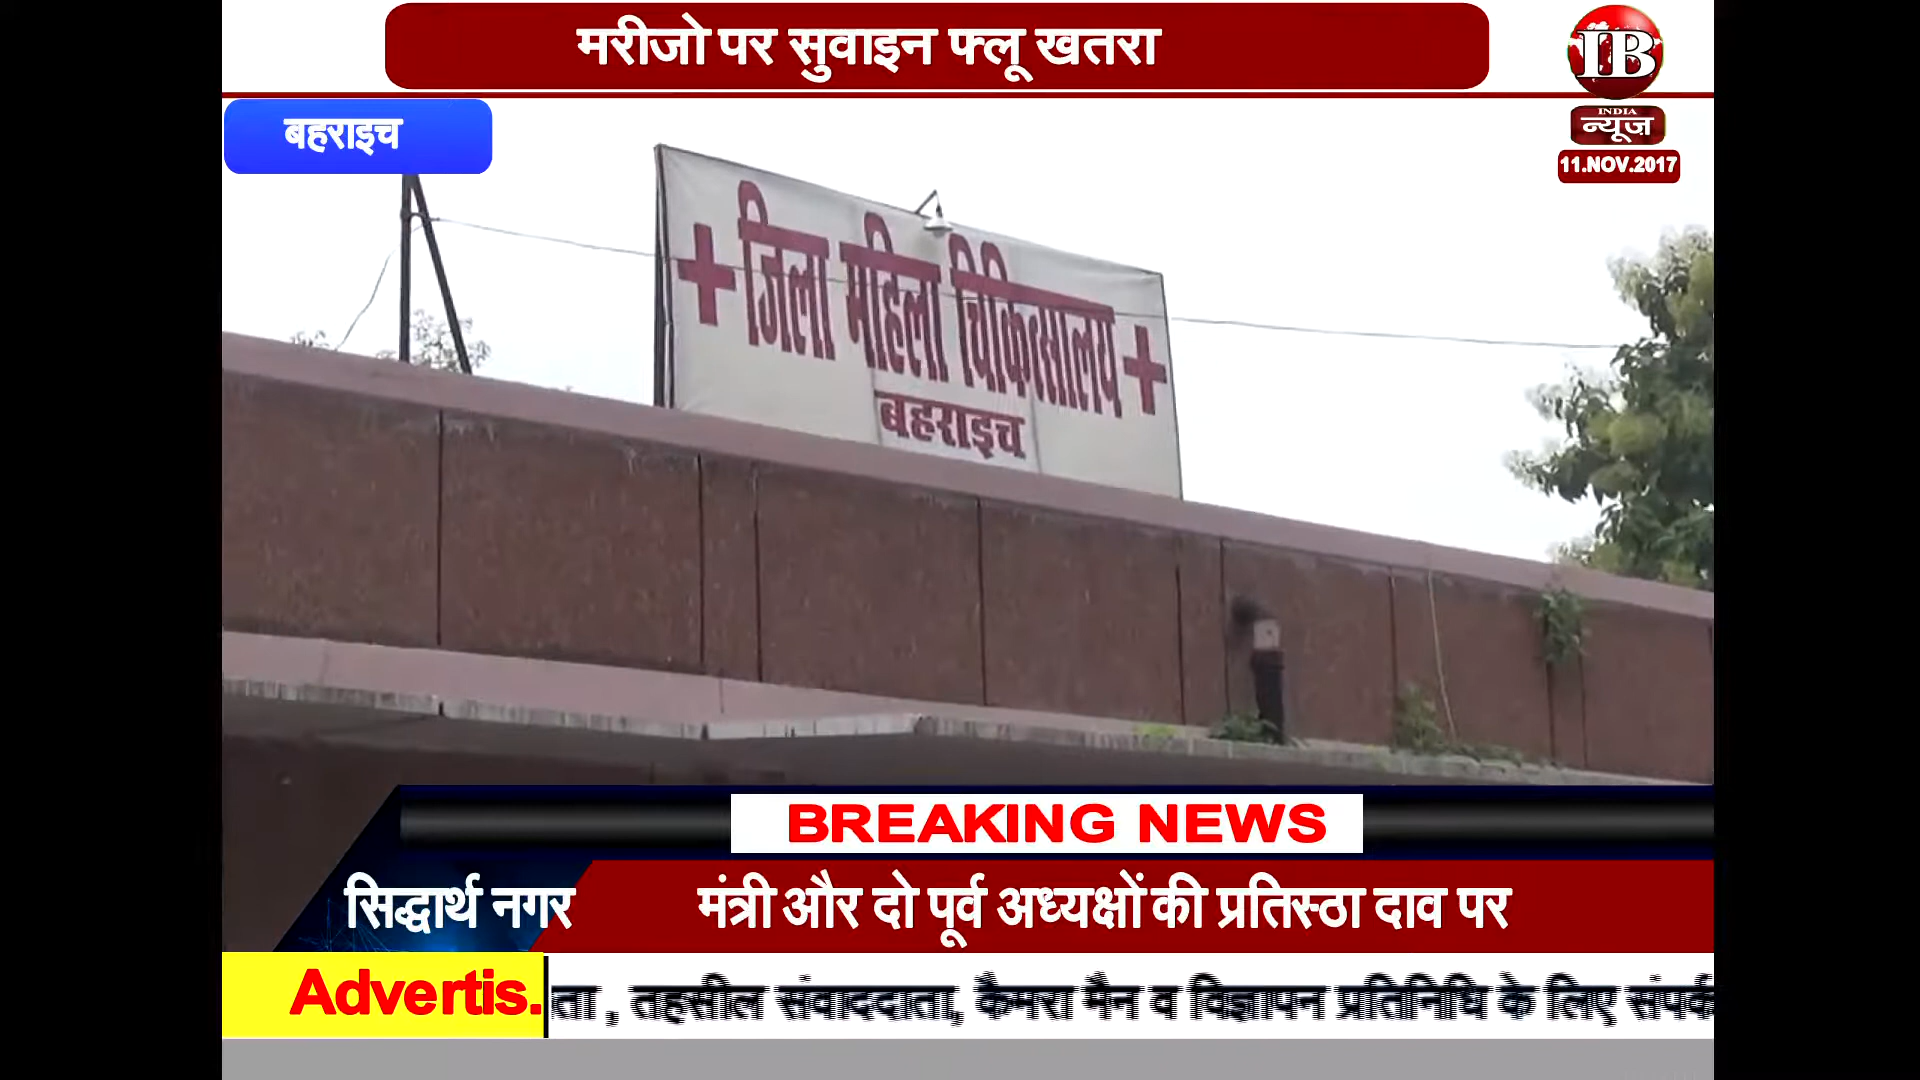 मरीजो पर सुवाइन फ्लू खतरा
IB
INDIA
न्यूज़
11.NOV.2017
बहराइच
+ जिला महिला चिकित्सालय +
बहराइच
BREAKING NEWS
सिद्धार्थ नगर
मंत्री और दो पूर्व अध्यक्षों की प्रतिस्ठा दाव पर
Advertis.
ता , तहसील संवाददाता, कैमरा मैन व विज्ञापन प्रतिनिधि के लिए संपर्क